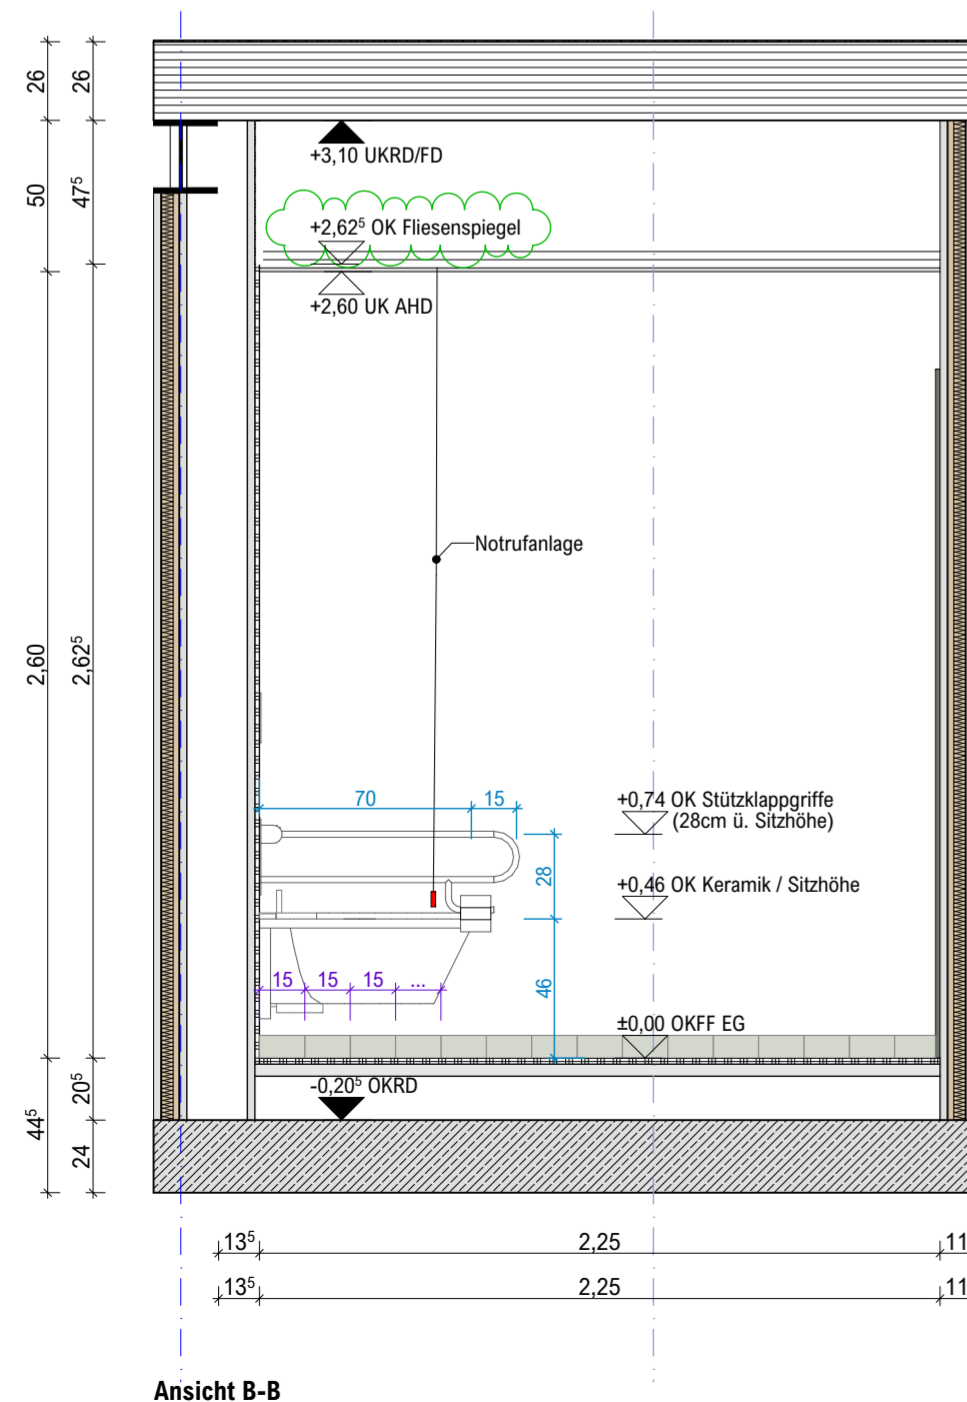 26
26
+3,10 UKRD/FD
50
47⁵
+2,62⁵ OK Fliesenspiegel
+2,60 UK AHD
Notrufanlage
2,60
2,62⁵
70
15
+0,74 OK Stützklappgriffe
(28cm ü. Sitzhöhe)
28
+0,46 OK Keramik / Sitzhöhe
15
15
15
...
46
±0,00 OKFF EG
-0,20⁵ OKRD
44⁵
20⁵
24
13⁵
2,25
11
13⁵
2,25
11
Ansicht B-B